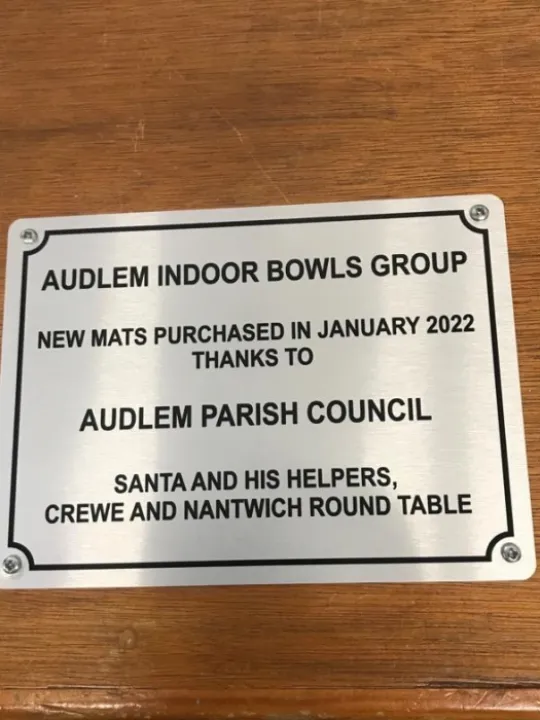 AUDLEM INDOOR BOWLS GROUP
NEW MATS PURCHASED IN JANUARY 2022
THANKS TO
AUDLEM PARISH COUNCIL
SANTA AND HIS HELPERS,
CREWE AND NANTWICH ROUND TABLE